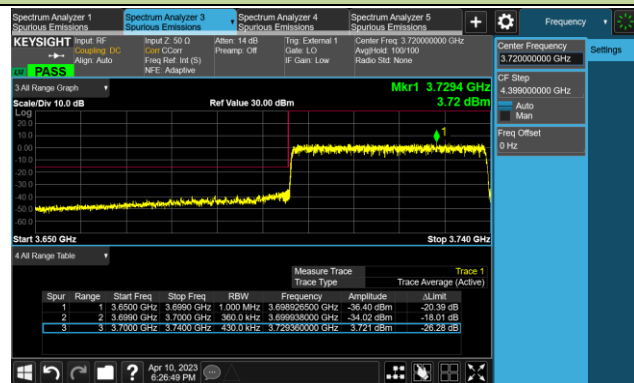 Spectrum Analyzer 1
Spurious Emissions
Spectrum Analyzer 3
Spurious Emissions
Spectrum Analyzer 4
Spurious Emissions
Spectrum Analyzer 5
Spurious Emissions
+
Frequency
KEYSIGHT
Input: RF
Coupling: DC
Align: Auto
Input Z: 50 Ω
Corr CCorr
Freq Ref: Int (S)
NFE: Adaptive
Atten: 14 dB
Preamp: Off
Trig: External 1
Gate: LO
IF Gain: Low
Center Freq: 3.720000000 GHz
Avg|Hold: 100/100
Radio Std: None
PASS
Center Frequency
3.720000000 GHz
Settings
CF Step
4.399000000 GHz
Auto
Man
Freq Offset
0 Hz
3 All Range Graph
Mkr1 3.7294 GHz
3.72 dBm
Scale/Div 10.0 dB
Ref Value 30.00 dBm
Log
20.0
10.0
0.00
-10.0
-20.0
-30.0
-40.0
-50.0
-60.0
1
Start 3.650 GHz
Stop 3.740 GHz
4 All Range Table
Measure Trace Trace 1
Trace Type Trace Average (Active)
Spur Range Start Freq Stop Freq RBW Frequency Amplitude ΔLimit
1 1 3.6500 GHz 3.6990 GHz 1.000 MHz 3.698926500 GHz -36.40 dBm -20.39 dB
2 2 3.6990 GHz 3.7000 GHz 360.0 kHz 3.699938000 GHz -34.02 dBm -18.01 dB
3 3 3.7000 GHz 3.7400 GHz 430.0 kHz 3.729360000 GHz 3.721 dBm -26.28 dB
?
Apr 10, 2023
6:26:49 PM